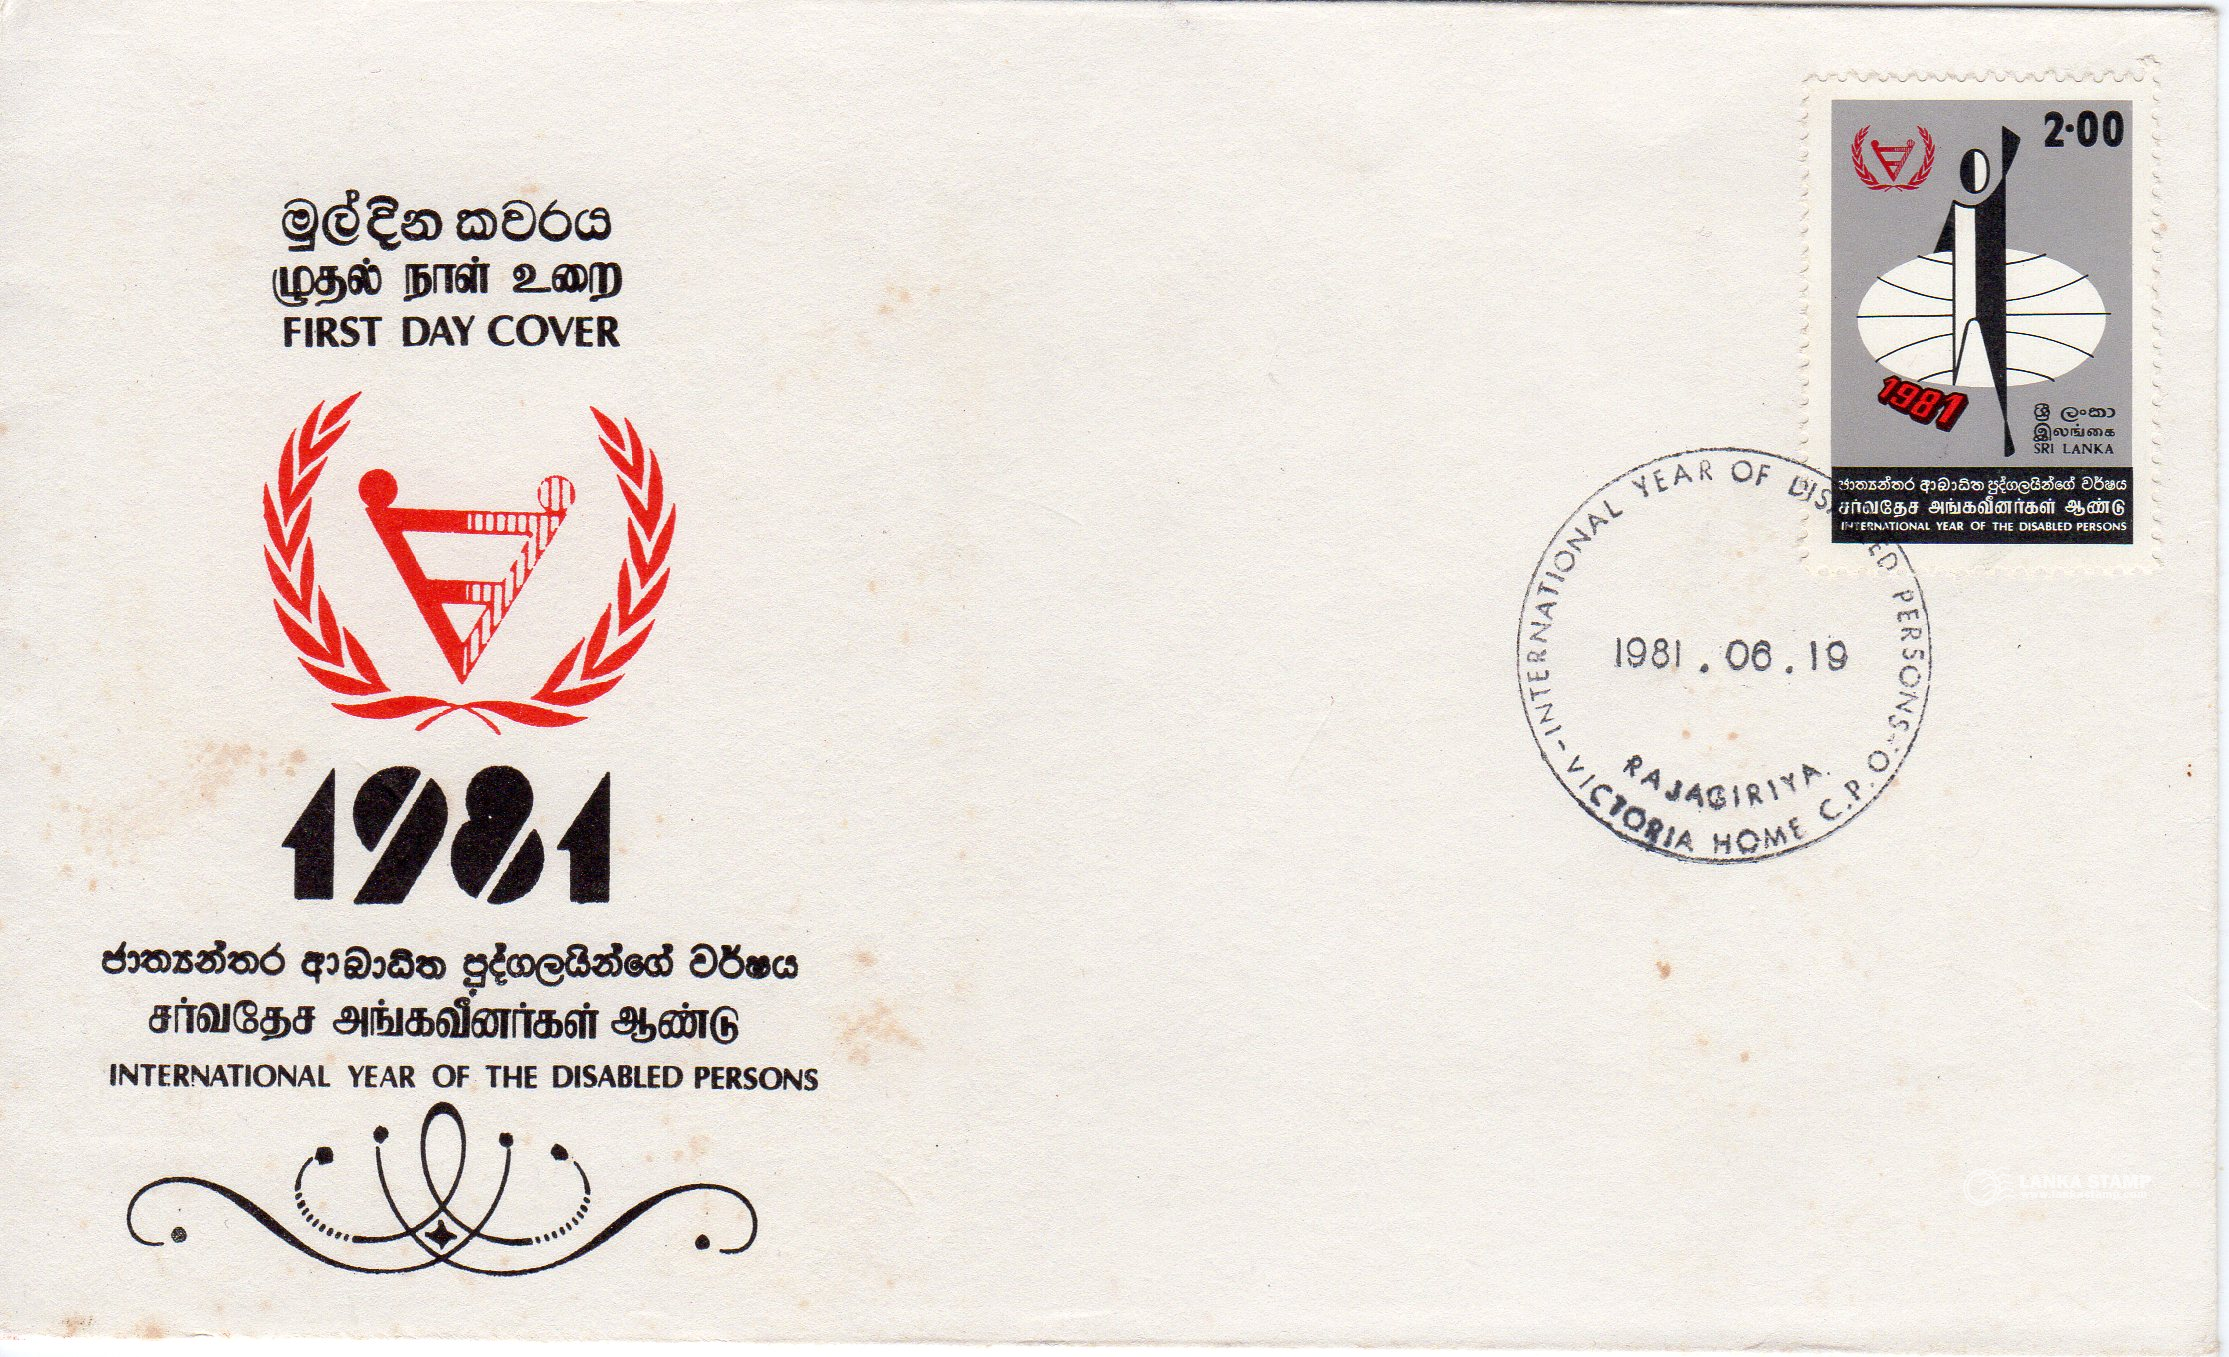 මුල්දින කවරය
முதல் நாள் உறை
FIRST DAY COVER
1981
ජාත්‍යන්තර ආබාධිත පුද්ගලයින්ගේ වර්ෂය
சர்வதேச அங்கவீனர்கள் ஆண்டு
INTERNATIONAL YEAR OF THE DISABLED PERSONS
2·00
1981
ශ්‍රී ලංකා
இலங்கை
SRI LANKA
ජාත්‍යන්තර ආබාධිත පුද්ගලයින්ගේ වර්ෂය
சர்வதேச அங்கவீனர்கள் ஆண்டு
INTERNATIONAL YEAR OF THE DISABLED PERSONS
-INTERNATIONAL YEAR OF DISABLED PERSONS-
1981.06.19
RAJAGIRIYA.
VICTORIA HOME C.P.O.
LANKA STAMP